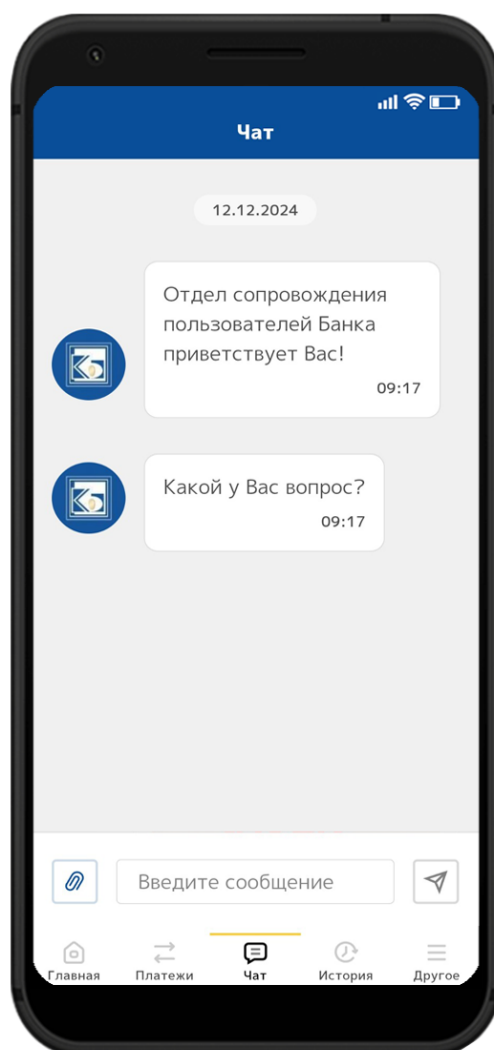 Чат
12.12.2024
Отдел сопровождения
пользователей Банка
приветствует Вас!
09:17
Какой у Вас вопрос?
09:17
Введите сообщение
Главная
Платежи
Чат
История
Другое